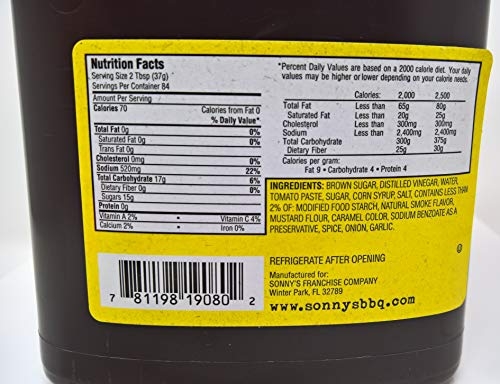 Nutrition Facts
Serving Size 2 Tbsp (37g)
Servings Per Container 84
Amount Per Serving
Calories 70 Calories from Fat 0
% Daily Value*
Total Fat 0g 0%
Saturated Fat 0g 0%
Trans Fat 0g
Cholesterol 0mg 0%
Sodium 520mg 22%
Total Carbohydrate 17g 6%
Dietary Fiber 0g 0%
Sugars 15g
Protein 0g
Vitamin A 2% • Vitamin C 4%
Calcium 2% • Iron 0%
*Percent Daily Values are based on a 2000 calorie diet. Your daily
values may be higher or lower depending on your calorie needs.
Calories: 2,000 2,500
Total Fat Less than 65g 80g
Saturated Fat Less than 20g 25g
Cholesterol Less than 300mg 300mg
Sodium Less than 2,400mg 2,400mg
Total Carbohydrate 300g 375g
Dietary Fiber 25g 30g
Calories per gram:
Fat 9 • Carbohydrate 4 • Protein 4
INGREDIENTS: BROWN SUGAR, DISTILLED VINEGAR, WATER,
TOMATO PASTE, SUGAR, CORN SYRUP, SALT, CONTAINS LESS THAN
2% OF: MODIFIED FOOD STARCH, NATURAL SMOKE FLAVOR,
MUSTARD FLOUR, CARAMEL COLOR, SODIUM BENZOATE AS A
PRESERVATIVE, SPICE, ONION, GARLIC.
REFRIGERATE AFTER OPENING
Manufactured for:
SONNY'S FRANCHISE COMPANY
Winter Park, FL 32789
www.sonnysbbq.com
7 81198 19080 2